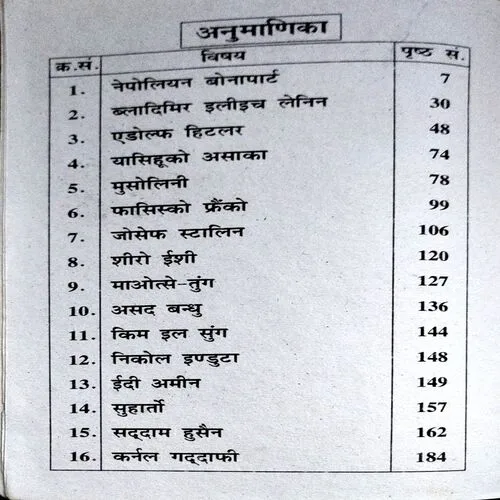 अनुमाणिका
क्र.सं. विषय पृष्ठ सं.
1. नेपोलियन बोनापार्ट 7
2. ब्लादिमिर इलीइच लेनिन 30
3. एडोल्फ हिटलर 48
4. यासिहूको असाका 74
5. मुसोलिनी 78
6. फासिस्को फ्रैंको 99
7. जोसेफ स्टालिन 106
8. शीरो ईशी 120
9. माओत्से-तुंग 127
10. असद बन्धु 136
11. किम इल सुंग 144
12. निकोल इण्डुटा 148
13. ईदी अमीन 149
14. सुहार्तो 157
15. सद्दाम हुसैन 162
16. कर्नल गद्दाफी 184